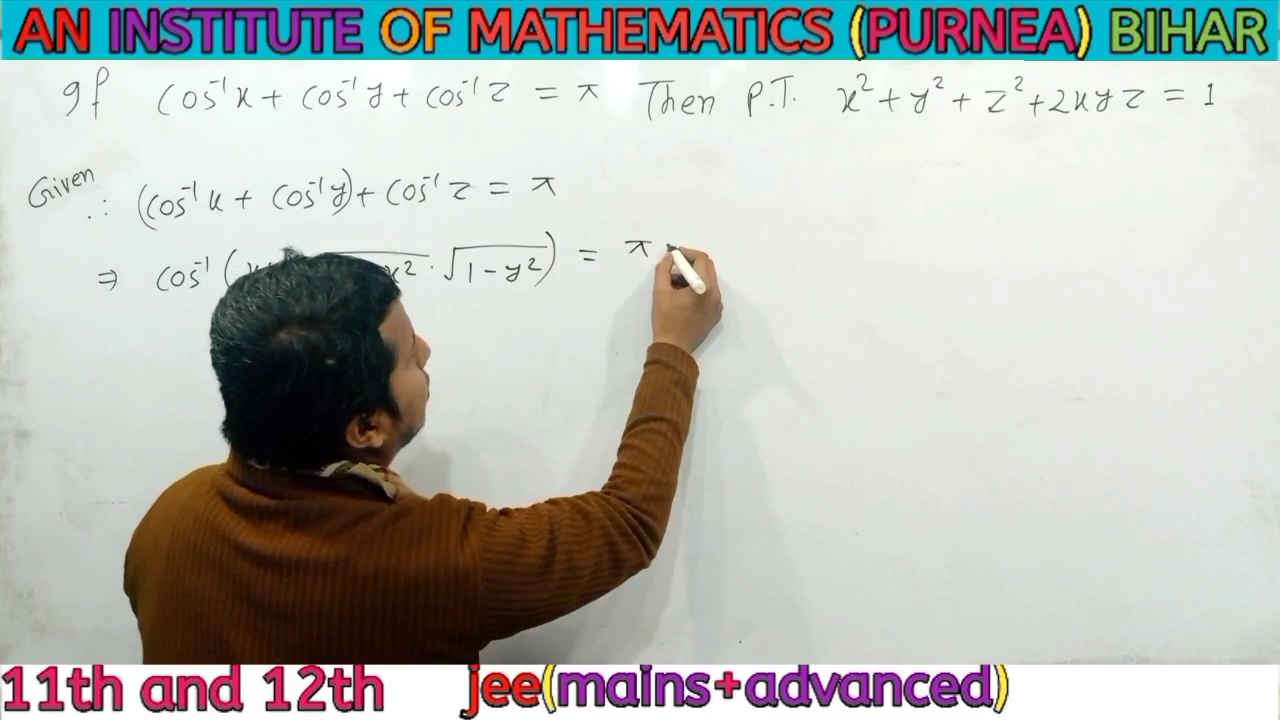 AN INSTITUTE OF MATHEMATICS (PURNEA) BIHAR
If cos⁻¹x + cos⁻¹y + cos⁻¹z = π Then P.T. x² + y² + z² + 2xyz = 1
Given
∴ (cos⁻¹x + cos⁻¹y) + cos⁻¹z = π
⇒ cos⁻¹( x² · √1-y² ) = π
11th and 12th jee(mains+advanced)